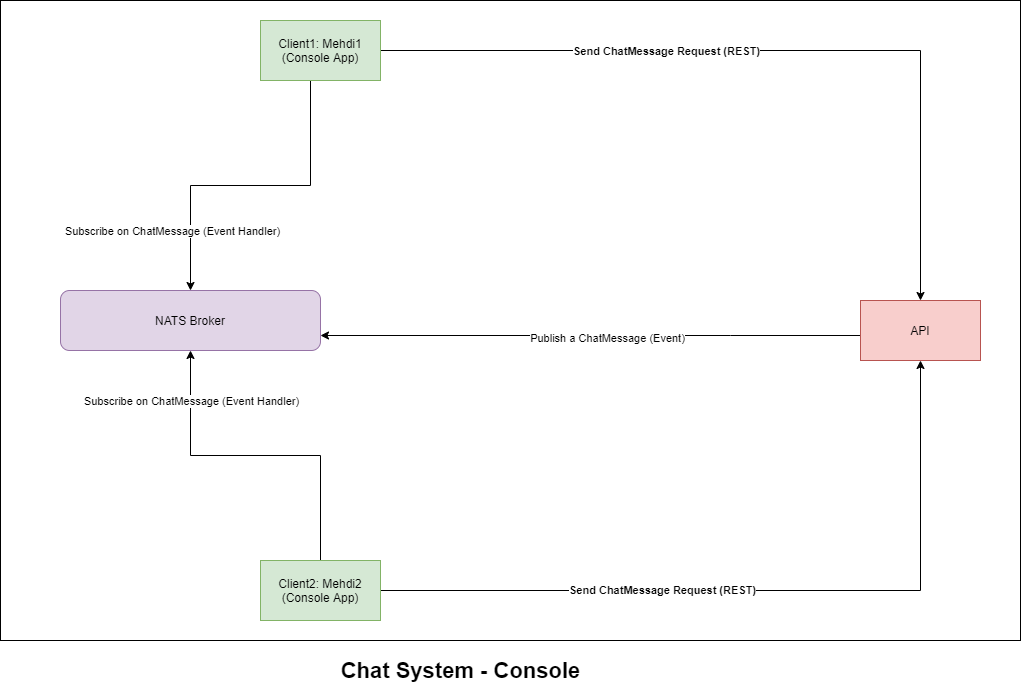 Client1: Mehdi1
(Console App)
Send ChatMessage Request (REST)
Subscribe on ChatMessage (Event Handler)
NATS Broker
Publish a ChatMessage (Event)
API
Subscribe on ChatMessage (Event Handler)
Client2: Mehdi2
(Console App)
Send ChatMessage Request (REST)
Chat System - Console